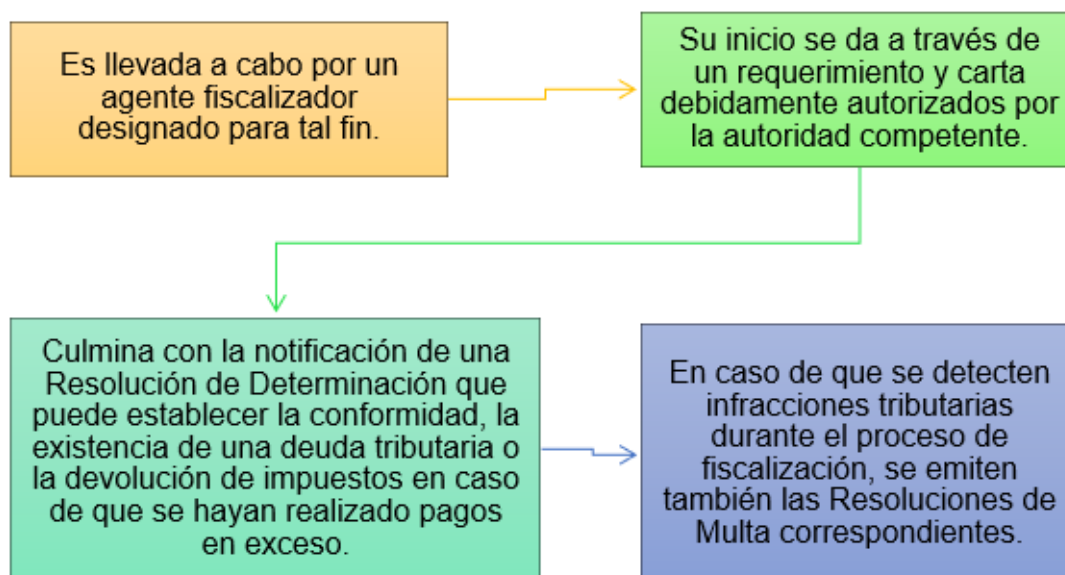 Es llevada a cabo por un
agente fiscalizador
designado para tal fin.
Su inicio se da a través de
un requerimiento y carta
debidamente autorizados por
la autoridad competente.
Culmina con la notificación de una
Resolución de Determinación que
puede establecer la conformidad, la
existencia de una deuda tributaria o
la devolución de impuestos en caso
de que se hayan realizado pagos
en exceso.
En caso de que se detecten
infracciones tributarias
durante el proceso de
fiscalización, se emiten
también las Resoluciones de
Multa correspondientes.